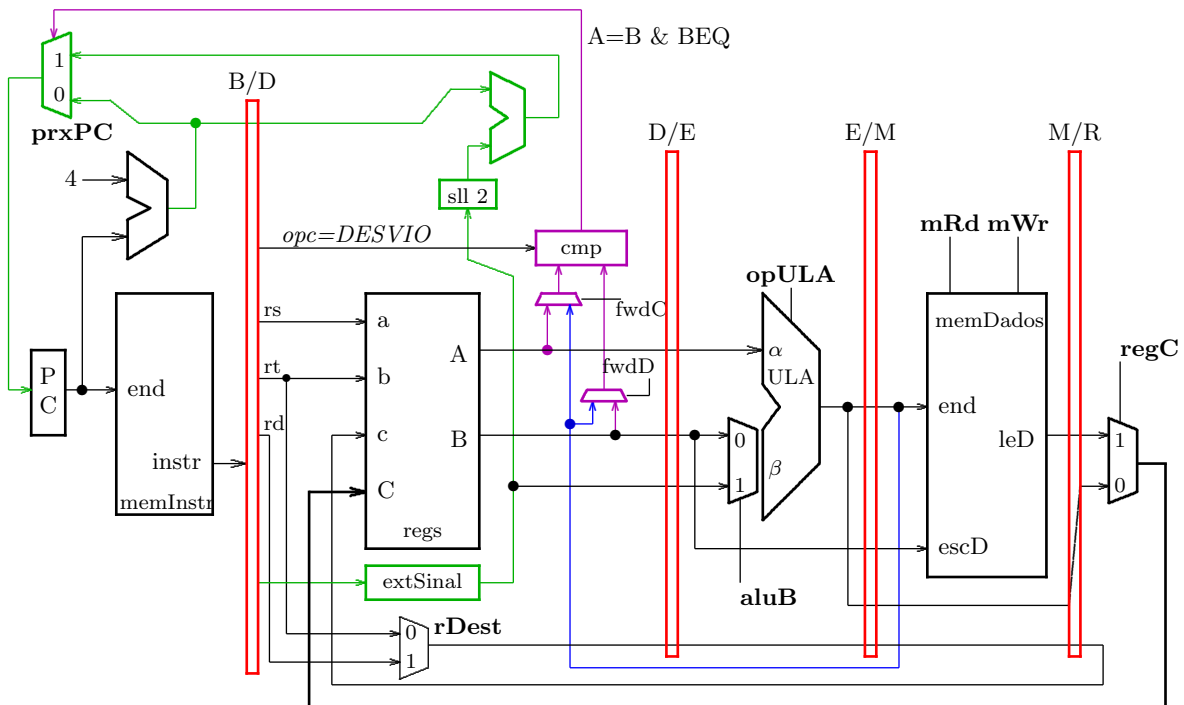 A=B & BEQ
1
0
prxPC
B/D
D/E
E/M
M/R
4
sll 2
opc=DESVIO
cmp
mRd mWr
opULA
fwdC
rs
a
memDados
regC
A
α
ULA
P
C
end
rt
b
fwdD
end
rd
c
B
0
leD
1
instr
β
C
1
0
memInstr
regs
escD
extSinal
aluB
rDest
0
1